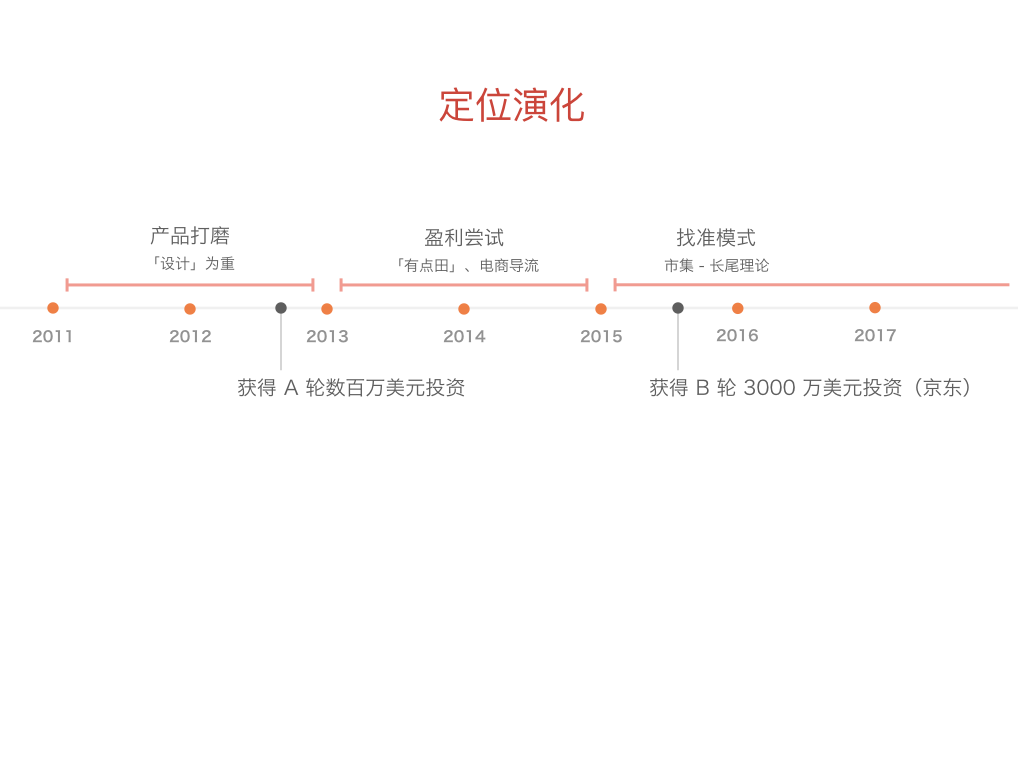 定位演化
产品打磨
「设计」为重
盈利尝试
「有点田」、电商导流
找准模式
市集 - 长尾理论
2011
2012
2013
2014
2015
2016
2017
获得 A 轮数百万美元投资
获得 B 轮 3000 万美元投资（京东）